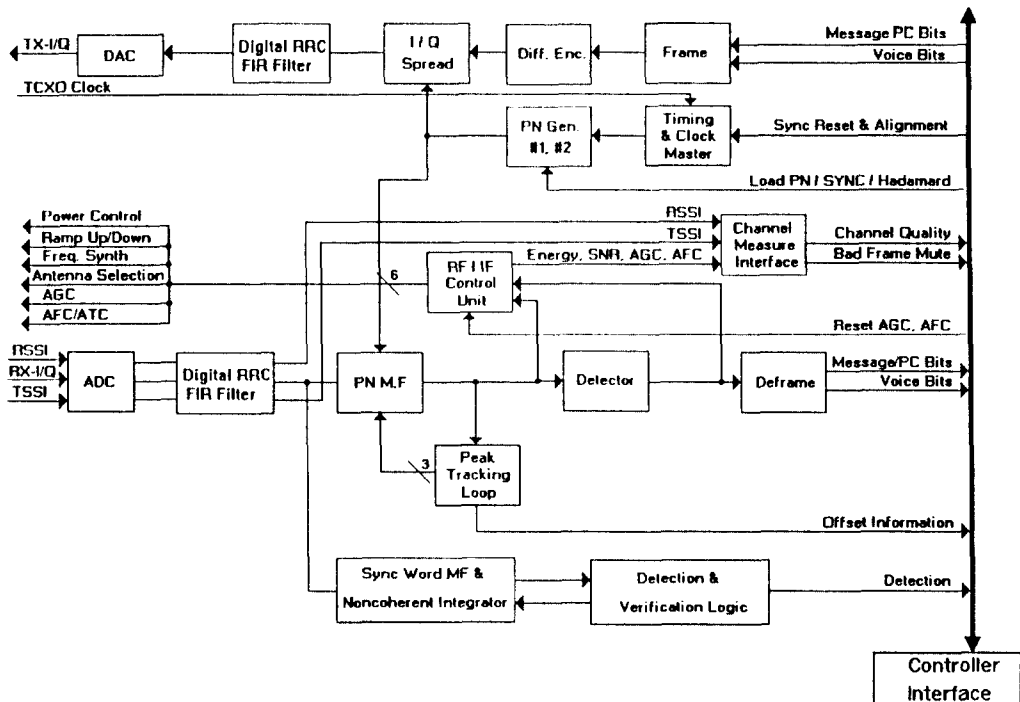 TX-I/Q
DAC
Digital RRC
FIR Filter
I / Q
Spread
Diff. Enc.
Frame
Message/PC Bits
Voice Bits
TCXO Clock
PN Gen.
#1, #2
Timing
& Clock
Master
Sync Reset & Alignment
Load PN / SYNC / Hadamard
Power Control
Ramp Up/Down
Freq. Synth
Antenna Selection
AGC
AFC/ATC
6
RF / IF
Control
Unit
RSSI
TSSI
Energy, SNR, AGC, AFC
Channel
Measure
Interface
Channel Quality
Bad Frame Mute
Reset AGC, AFC
RSSI
RX-I/Q
TSSI
ADC
Digital RRC
FIR Filter
PN M.F
Detector
Deframe
Message/PC Bits
Voice Bits
3
Peak
Tracking
Loop
Offset Information
Sync Word MF &
Noncoherent Integrator
Detection &
Verification Logic
Detection
Controller
Interface